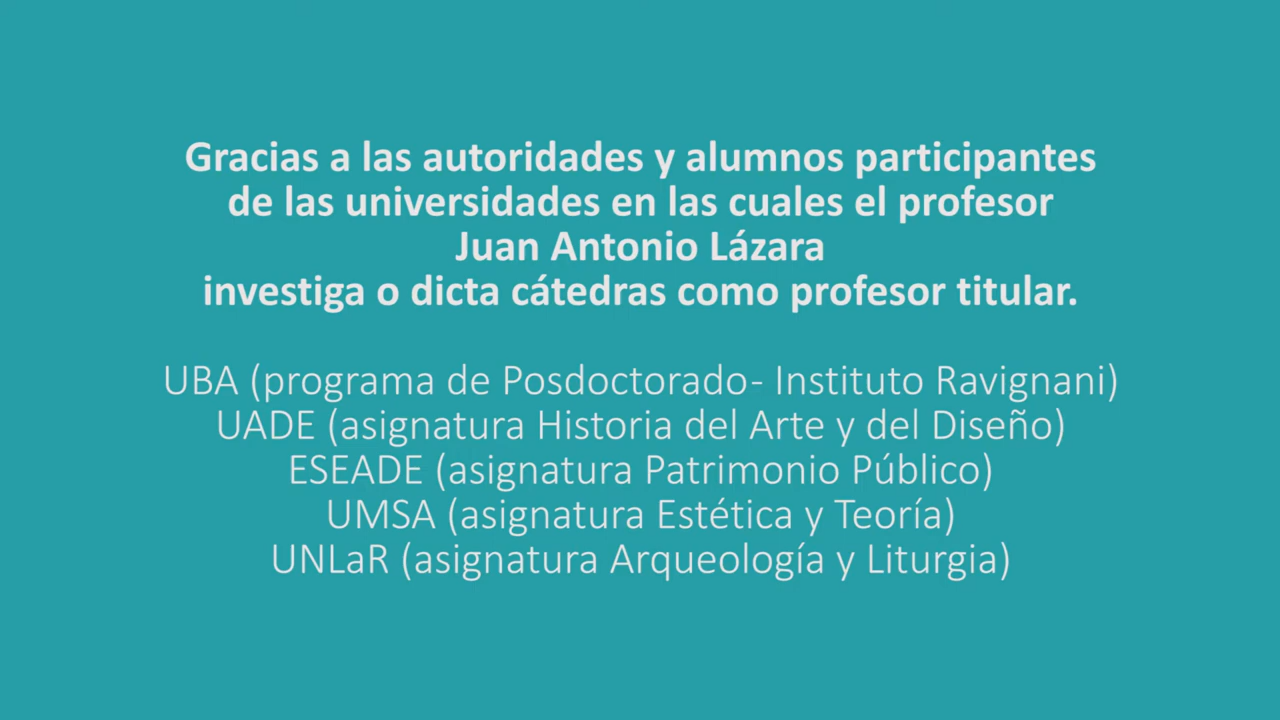 Gracias a las autoridades y alumnos participantes
de las universidades en las cuales el profesor
Juan Antonio Lázara
investiga o dicta cátedras como profesor titular.
UBA (programa de Posdoctorado- Instituto Ravignani)
UADE (asignatura Historia del Arte y del Diseño)
ESEADE (asignatura Patrimonio Público)
UMSA (asignatura Estética y Teoría)
UNLaR (asignatura Arqueología y Liturgia)